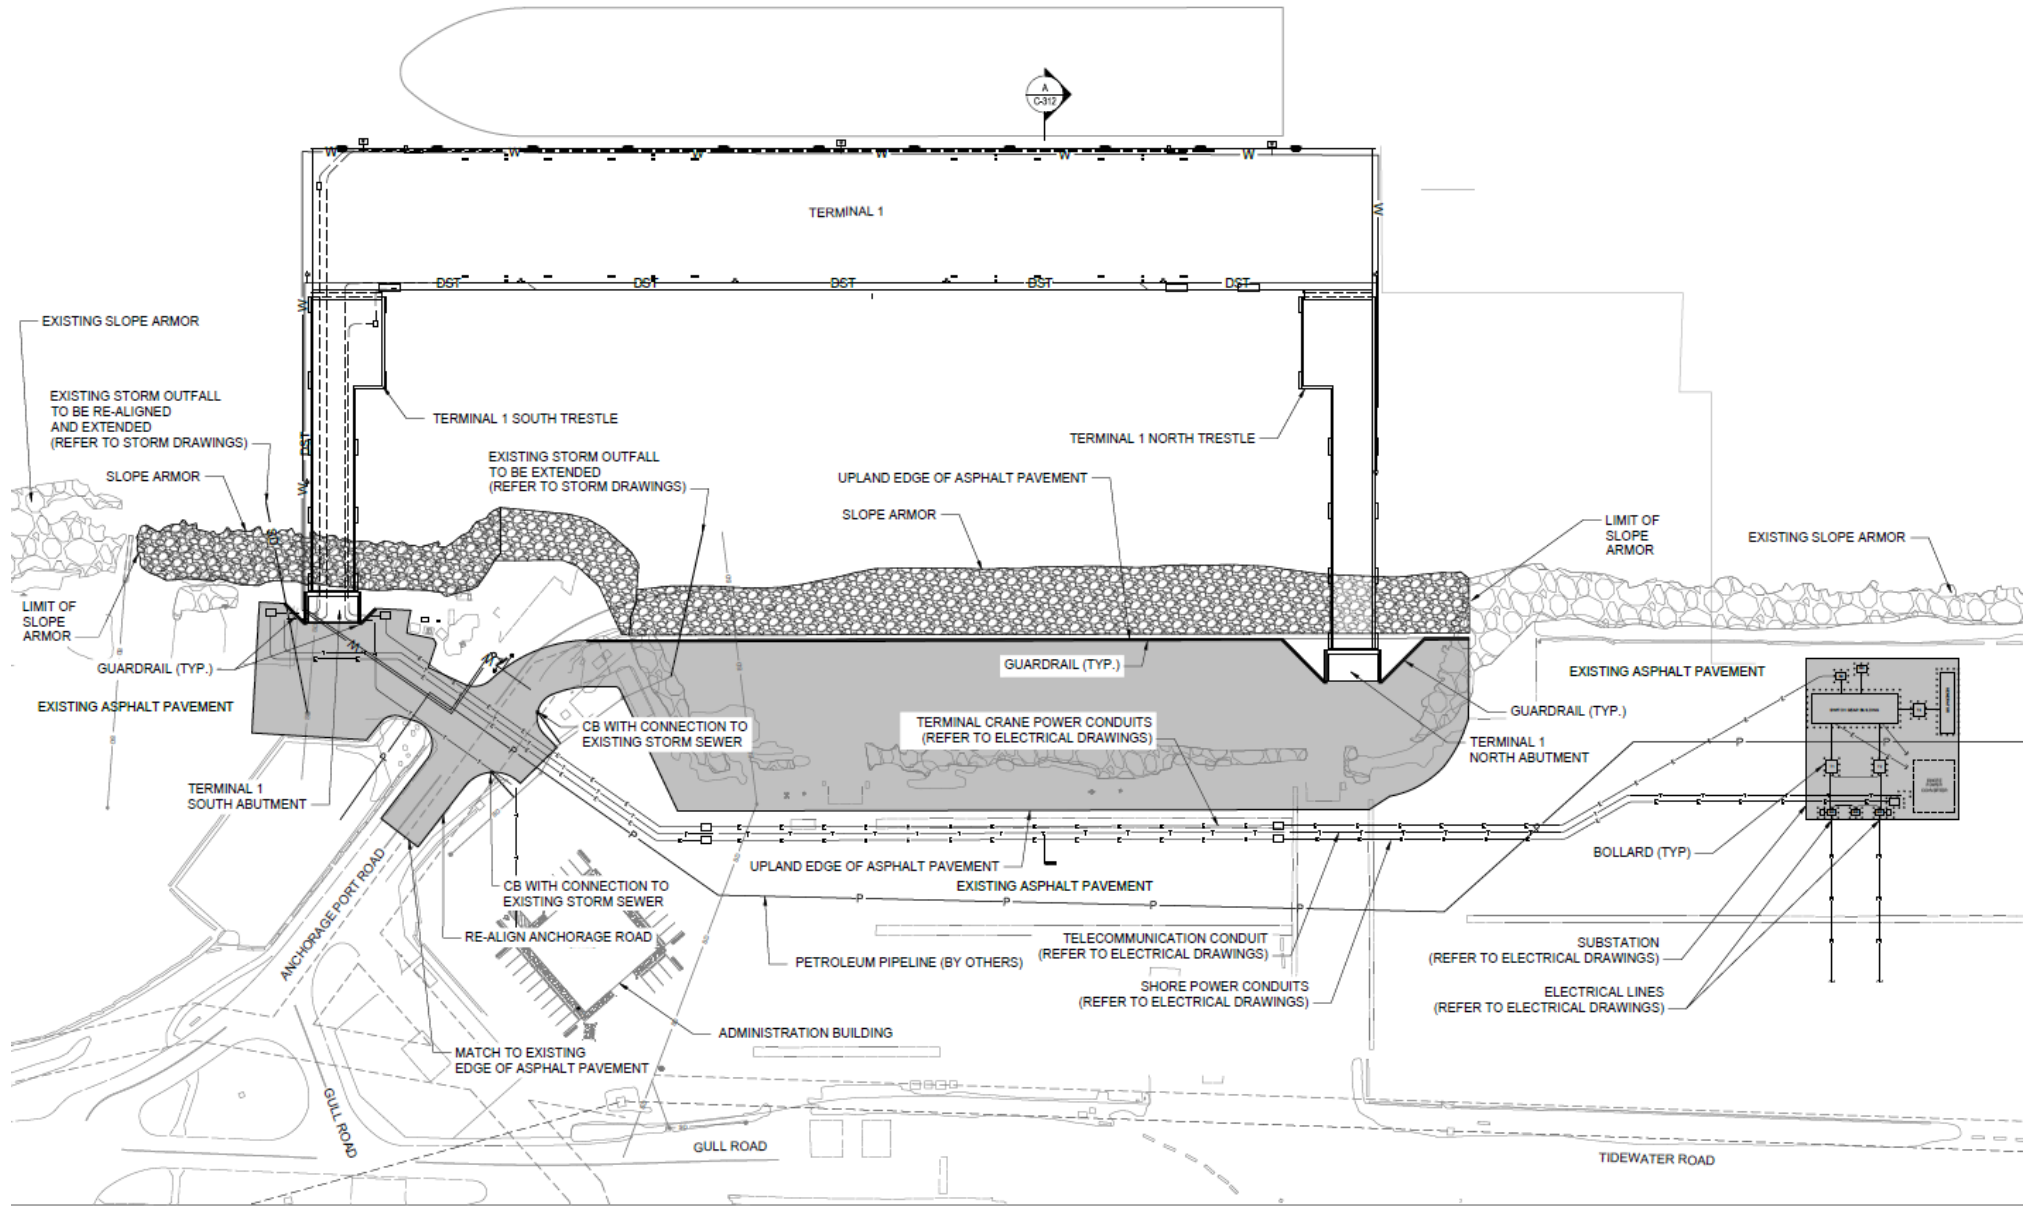 A
C-312
W
W
W
W
W
W
TERMINAL 1
W
DST
DST
DST
DST
DST
W
EXISTING SLOPE ARMOR
EXISTING STORM OUTFALL
TO BE RE-ALIGNED
AND EXTENDED
(REFER TO STORM DRAWINGS)
TERMINAL 1 SOUTH TRESTLE
TERMINAL 1 NORTH TRESTLE
DST
EXISTING STORM OUTFALL
TO BE EXTENDED
(REFER TO STORM DRAWINGS)
SLOPE ARMOR
UPLAND EDGE OF ASPHALT PAVEMENT
W
SLOPE ARMOR
LIMIT OF
SLOPE
ARMOR
EXISTING SLOPE ARMOR
SD
LIMIT OF
SLOPE
ARMOR
GUARDRAIL (TYP.)
W
W
GUARDRAIL (TYP.)
EXISTING ASPHALT PAVEMENT
EXISTING ASPHALT PAVEMENT
GUARDRAIL (TYP.)
CB WITH CONNECTION TO
EXISTING STORM SEWER
TERMINAL CRANE POWER CONDUITS
(REFER TO ELECTRICAL DRAWINGS)
TERMINAL 1
NORTH ABUTMENT
P
P
P
P
TERMINAL 1
SOUTH ABUTMENT
P
BOLLARD (TYP)
UPLAND EDGE OF ASPHALT PAVEMENT
EXISTING ASPHALT PAVEMENT
CB WITH CONNECTION TO
EXISTING STORM SEWER
P
P
P
P
ANCHORAGE PORT ROAD
RE-ALIGN ANCHORAGE ROAD
TELECOMMUNICATION CONDUIT
(REFER TO ELECTRICAL DRAWINGS)
SUBSTATION
(REFER TO ELECTRICAL DRAWINGS)
PETROLEUM PIPELINE (BY OTHERS)
SHORE POWER CONDUITS
(REFER TO ELECTRICAL DRAWINGS)
ELECTRICAL LINES
(REFER TO ELECTRICAL DRAWINGS)
ADMINISTRATION BUILDING
MATCH TO EXISTING
EDGE OF ASPHALT PAVEMENT
GULL ROAD
GULL ROAD
TIDEWATER ROAD